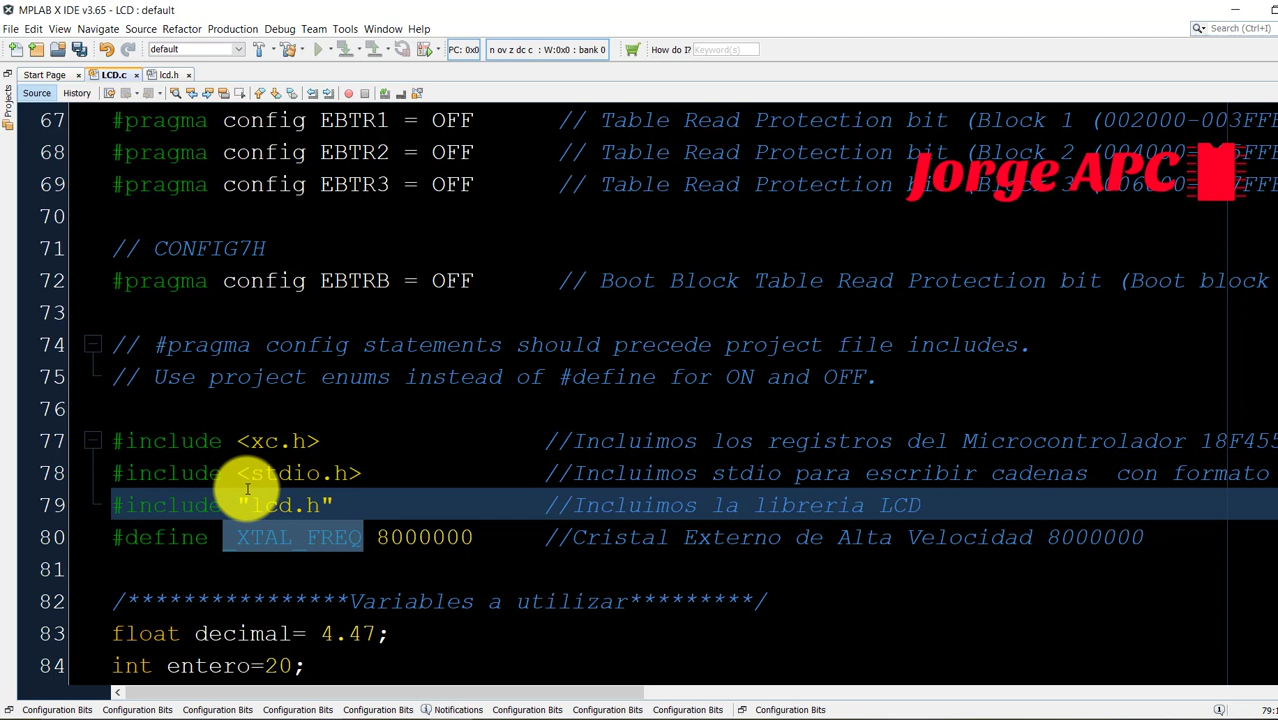 MPLAB X IDE v3.65 - LCD : default
File Edit View Navigate Source Refactor Production Debug Team Tools Window Help
Search (Ctrl+I)
default
PC: 0x0
n ov z dc c : W:0x0 : bank 0
How do I?
Keyword(s)
Start Page
LCD.c
lcd.h
Source
History
Projects
67 #pragma config EBTR1 = OFF // Table Read Protection bit (Block 1 (002000-003FFF
68 #pragma config EBTR2 = OFF // Table Read Protection bit (Block 2
69 #pragma config EBTR3 = OFF // Table Read Protection
Jorge APC
70
71 // CONFIG7H
72 #pragma config EBTRB = OFF // Boot Block Table Read Protection bit (Boot block
73
74 // #pragma config statements should precede project file includes.
75 // Use project enums instead of #define for ON and OFF.
76
77 #include <xc.h> //Incluimos los registros del Microcontrolador 18F455
78 #include <stdio.h> //Incluimos stdio para escribir cadenas con formato
79 #include "lcd.h" //Incluimos la libreria LCD
80 #define _XTAL_FREQ 8000000 //Cristal Externo de Alta Velocidad 8000000
81
82 /****************Variables a utilizar*********/
83 float decimal= 4.47;
84 int entero=20;
Configuration Bits Configuration Bits Configuration Bits Configuration Bits Configuration Bits Notifications Configuration Bits Configuration Bits Configuration Bits Configuration Bits
79:1